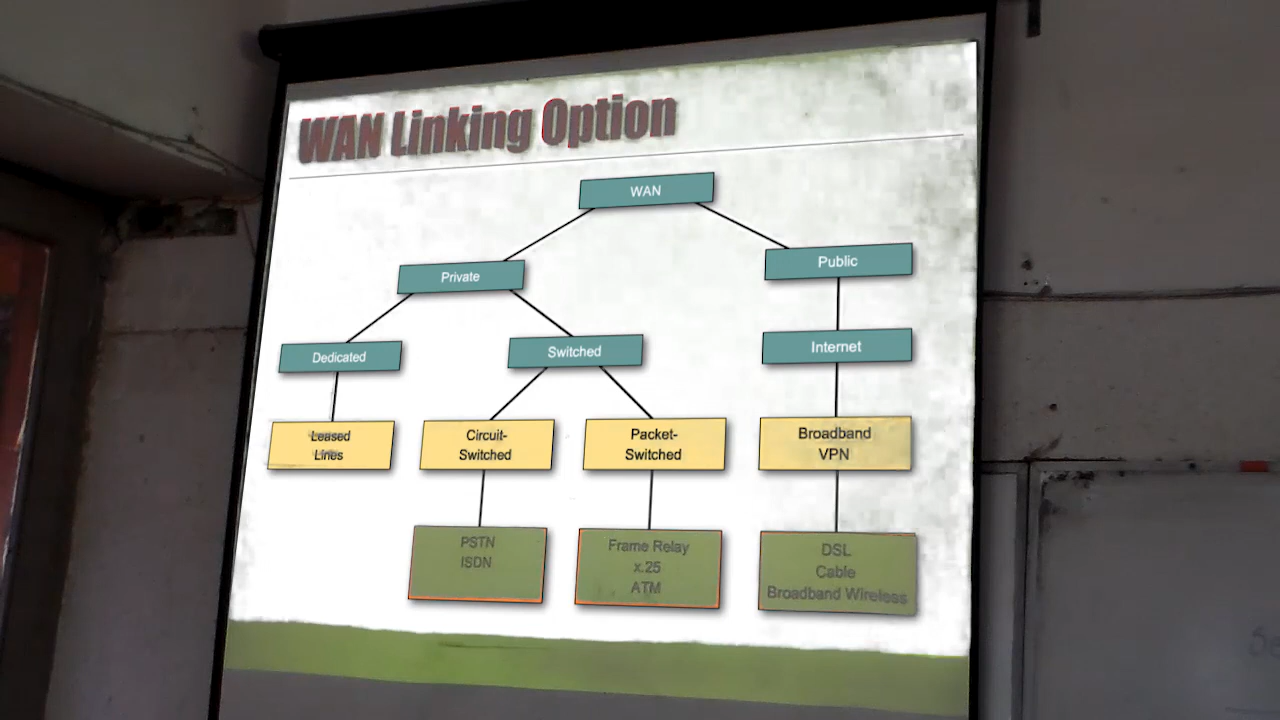 WAN Linking Option
WAN
Private
Public
Dedicated
Switched
Internet
Leased
Lines
Circuit-
Switched
Packet-
Switched
Broadband
VPN
PSTN
ISDN
Frame Relay
x.25
ATM
DSL
Cable
Broadband Wireless